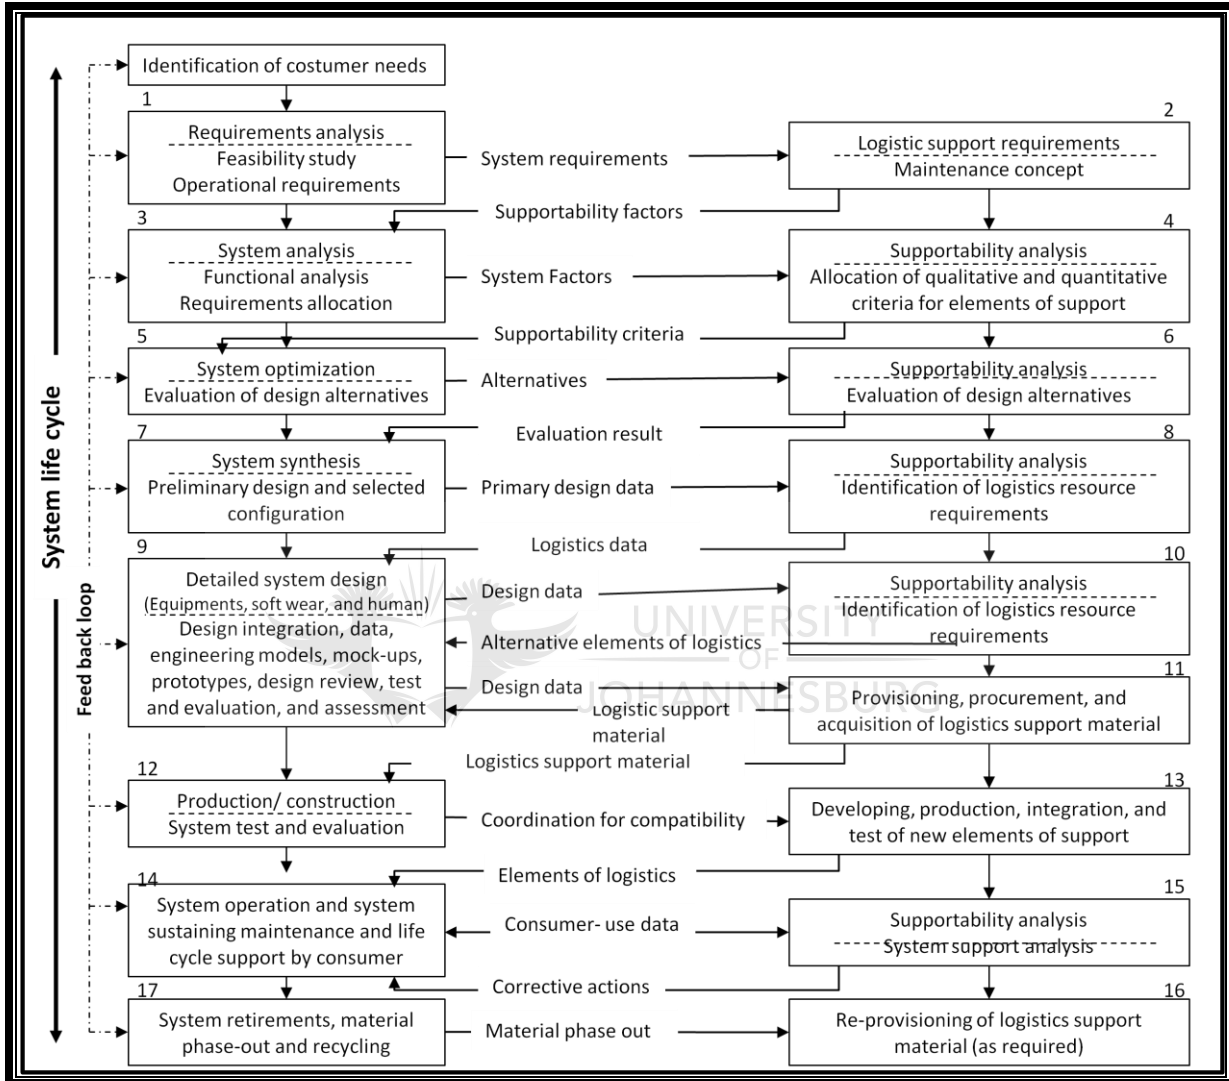 Identification of costumer needs
1
Requirements analysis
Feasibility study
Operational requirements
System requirements
2
Logistic support requirements
Maintenance concept
Supportability factors
3
System analysis
Functional analysis
Requirements allocation
System Factors
4
Supportability analysis
Allocation of qualitative and quantitative
criteria for elements of support
Supportability criteria
5
System optimization
Evaluation of design alternatives
Alternatives
6
Supportability analysis
Evaluation of design alternatives
Evaluation result
7
System synthesis
Preliminary design and selected
configuration
Primary design data
8
Supportability analysis
Identification of logistics resource
requirements
Logistics data
9
Detailed system design
(Equipments, soft wear, and human)
Design integration, data,
engineering models, mock-ups,
prototypes, design review, test
and evaluation, and assessment
Design data
10
Supportability analysis
Identification of logistics resource
requirements
Alternative elements of logistics
Design data
Logistic support
material
11
Provisioning, procurement, and
acquisition of logistics support material
Logistics support material
12
Production/ construction
System test and evaluation
Coordination for compatibility
13
Developing, production, integration, and
test of new elements of support
Elements of logistics
14
System operation and system
sustaining maintenance and life
cycle support by consumer
Consumer- use data
15
Supportability analysis
System support analysis
Corrective actions
17
System retirements, material
phase-out and recycling
Material phase out
16
Re-provisioning of logistics support
material (as required)
System life cycle
Feed back loop
UNIVERSITY
OF
JOHANNESBURG